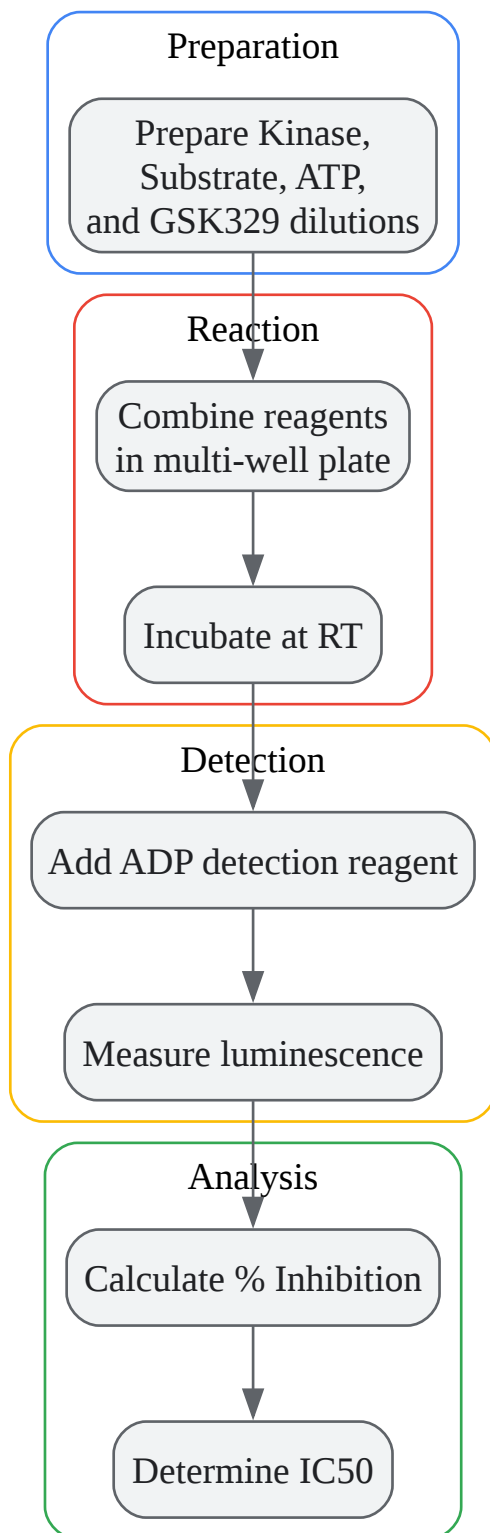 Preparation
Prepare Kinase,
Substrate, ATP,
and GSK329 dilutions
Reaction
Combine reagents
in multi-well plate
Incubate at RT
Detection
Add ADP detection reagent
Measure luminescence
Analysis
Calculate % Inhibition
Determine IC50